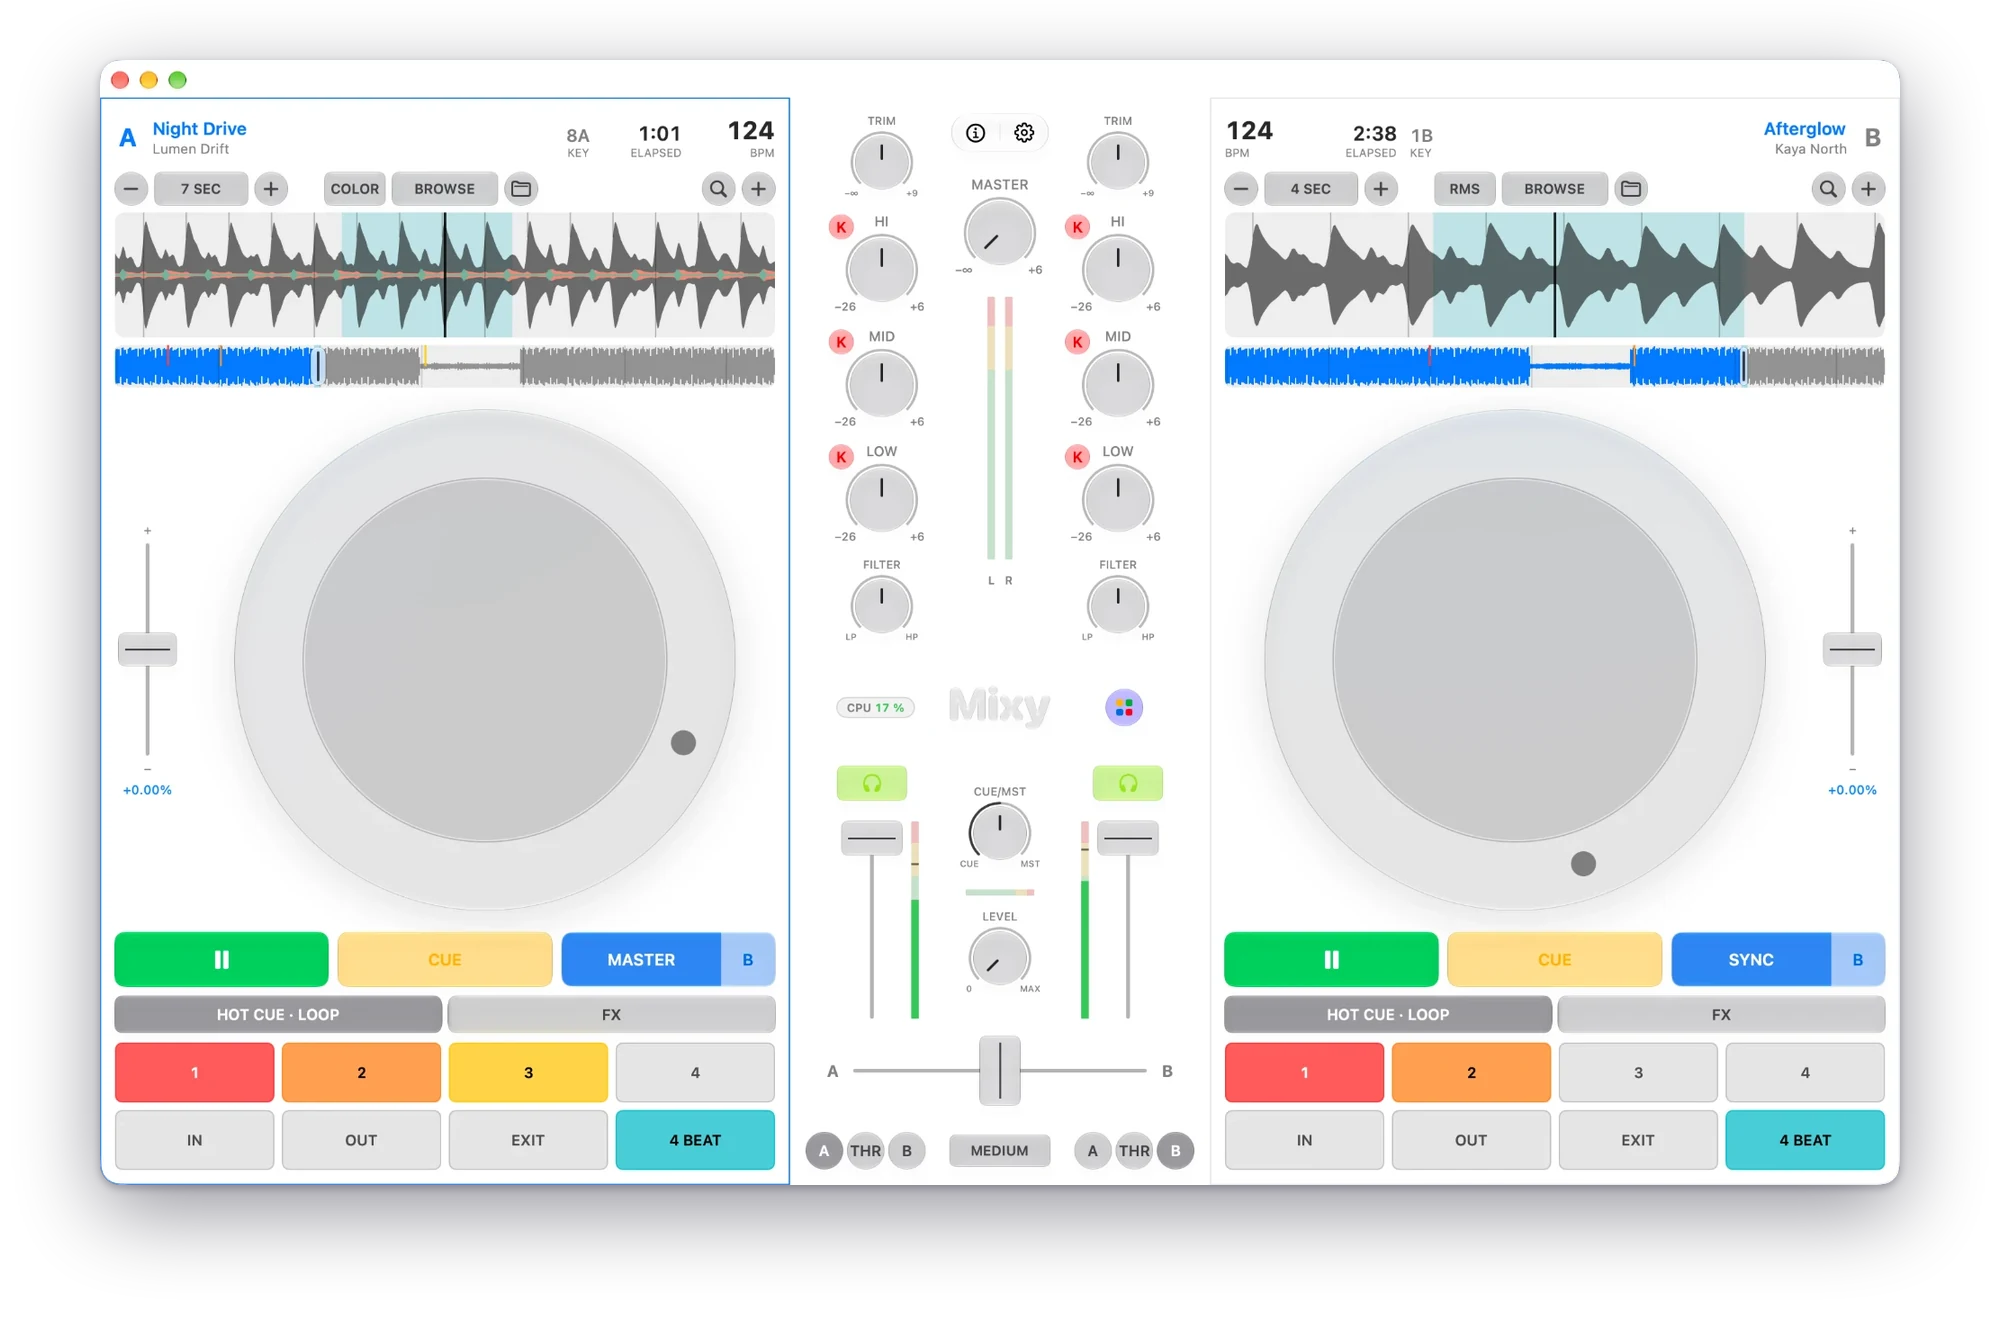 A
Night Drive
Lumen Drift
8A
KEY
1:01
ELAPSED
124
BPM
− 7 SEC +
COLOR
BROWSE
+
+
−
+0.00%
MASTER B
CUE
HOT CUE · LOOP
FX
1 2 3 4
IN OUT EXIT 4 BEAT
TRIM
−∞ +9
K HI
−26 +6
K MID
−26 +6
K LOW
−26 +6
FILTER
LP HP
MASTER
−∞ +6
L R
TRIM
−∞ +9
K HI
−26 +6
K MID
−26 +6
K LOW
−26 +6
FILTER
LP HP
CPU 17 %
Mixy
CUE/MST
CUE MST
LEVEL
0 MAX
A B
A THR B
MEDIUM
A THR B
124
BPM
2:38
ELAPSED
1B
KEY
Afterglow
Kaya North
B
− 4 SEC +
RMS
BROWSE
+
+
−
+0.00%
CUE
SYNC B
HOT CUE · LOOP
FX
1 2 3 4
IN OUT EXIT 4 BEAT